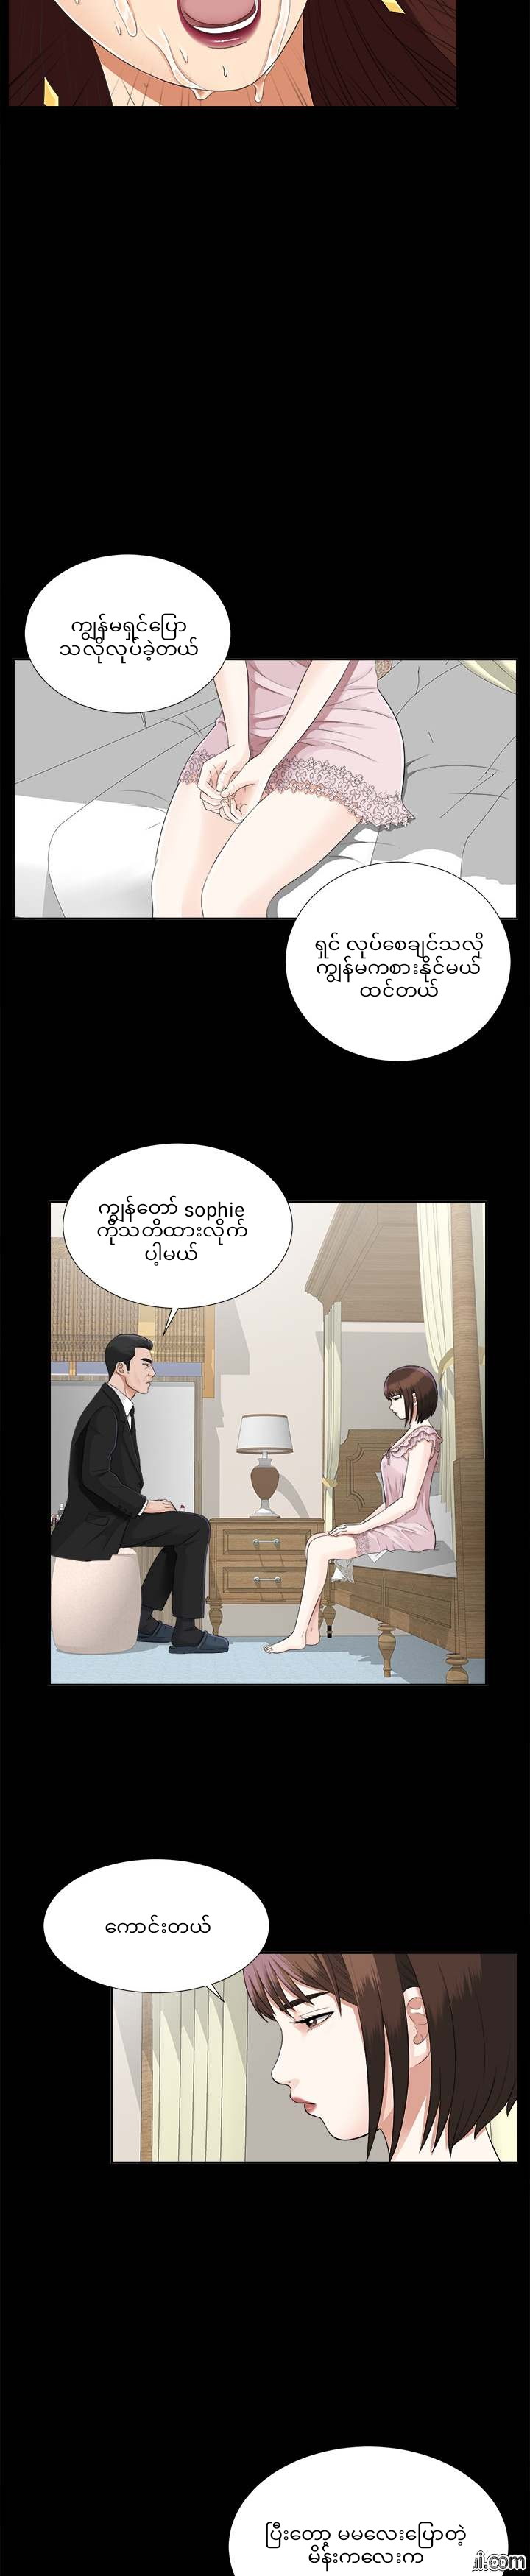 ကျွန်မရှင်ပြော
သလိုလုပ်ခဲ့တယ်
ရှင် လုပ်စေချင်သလို
ကျွန်မကစားနိုင်မယ်
ထင်တယ်
ကျွန်တော် sophie
ကိုသတိထားလိုက်
ပါ့မယ်
ကောင်းတယ်
ပြီးတော့ မမလေးပြောတဲ့
မိန်းကလေးက